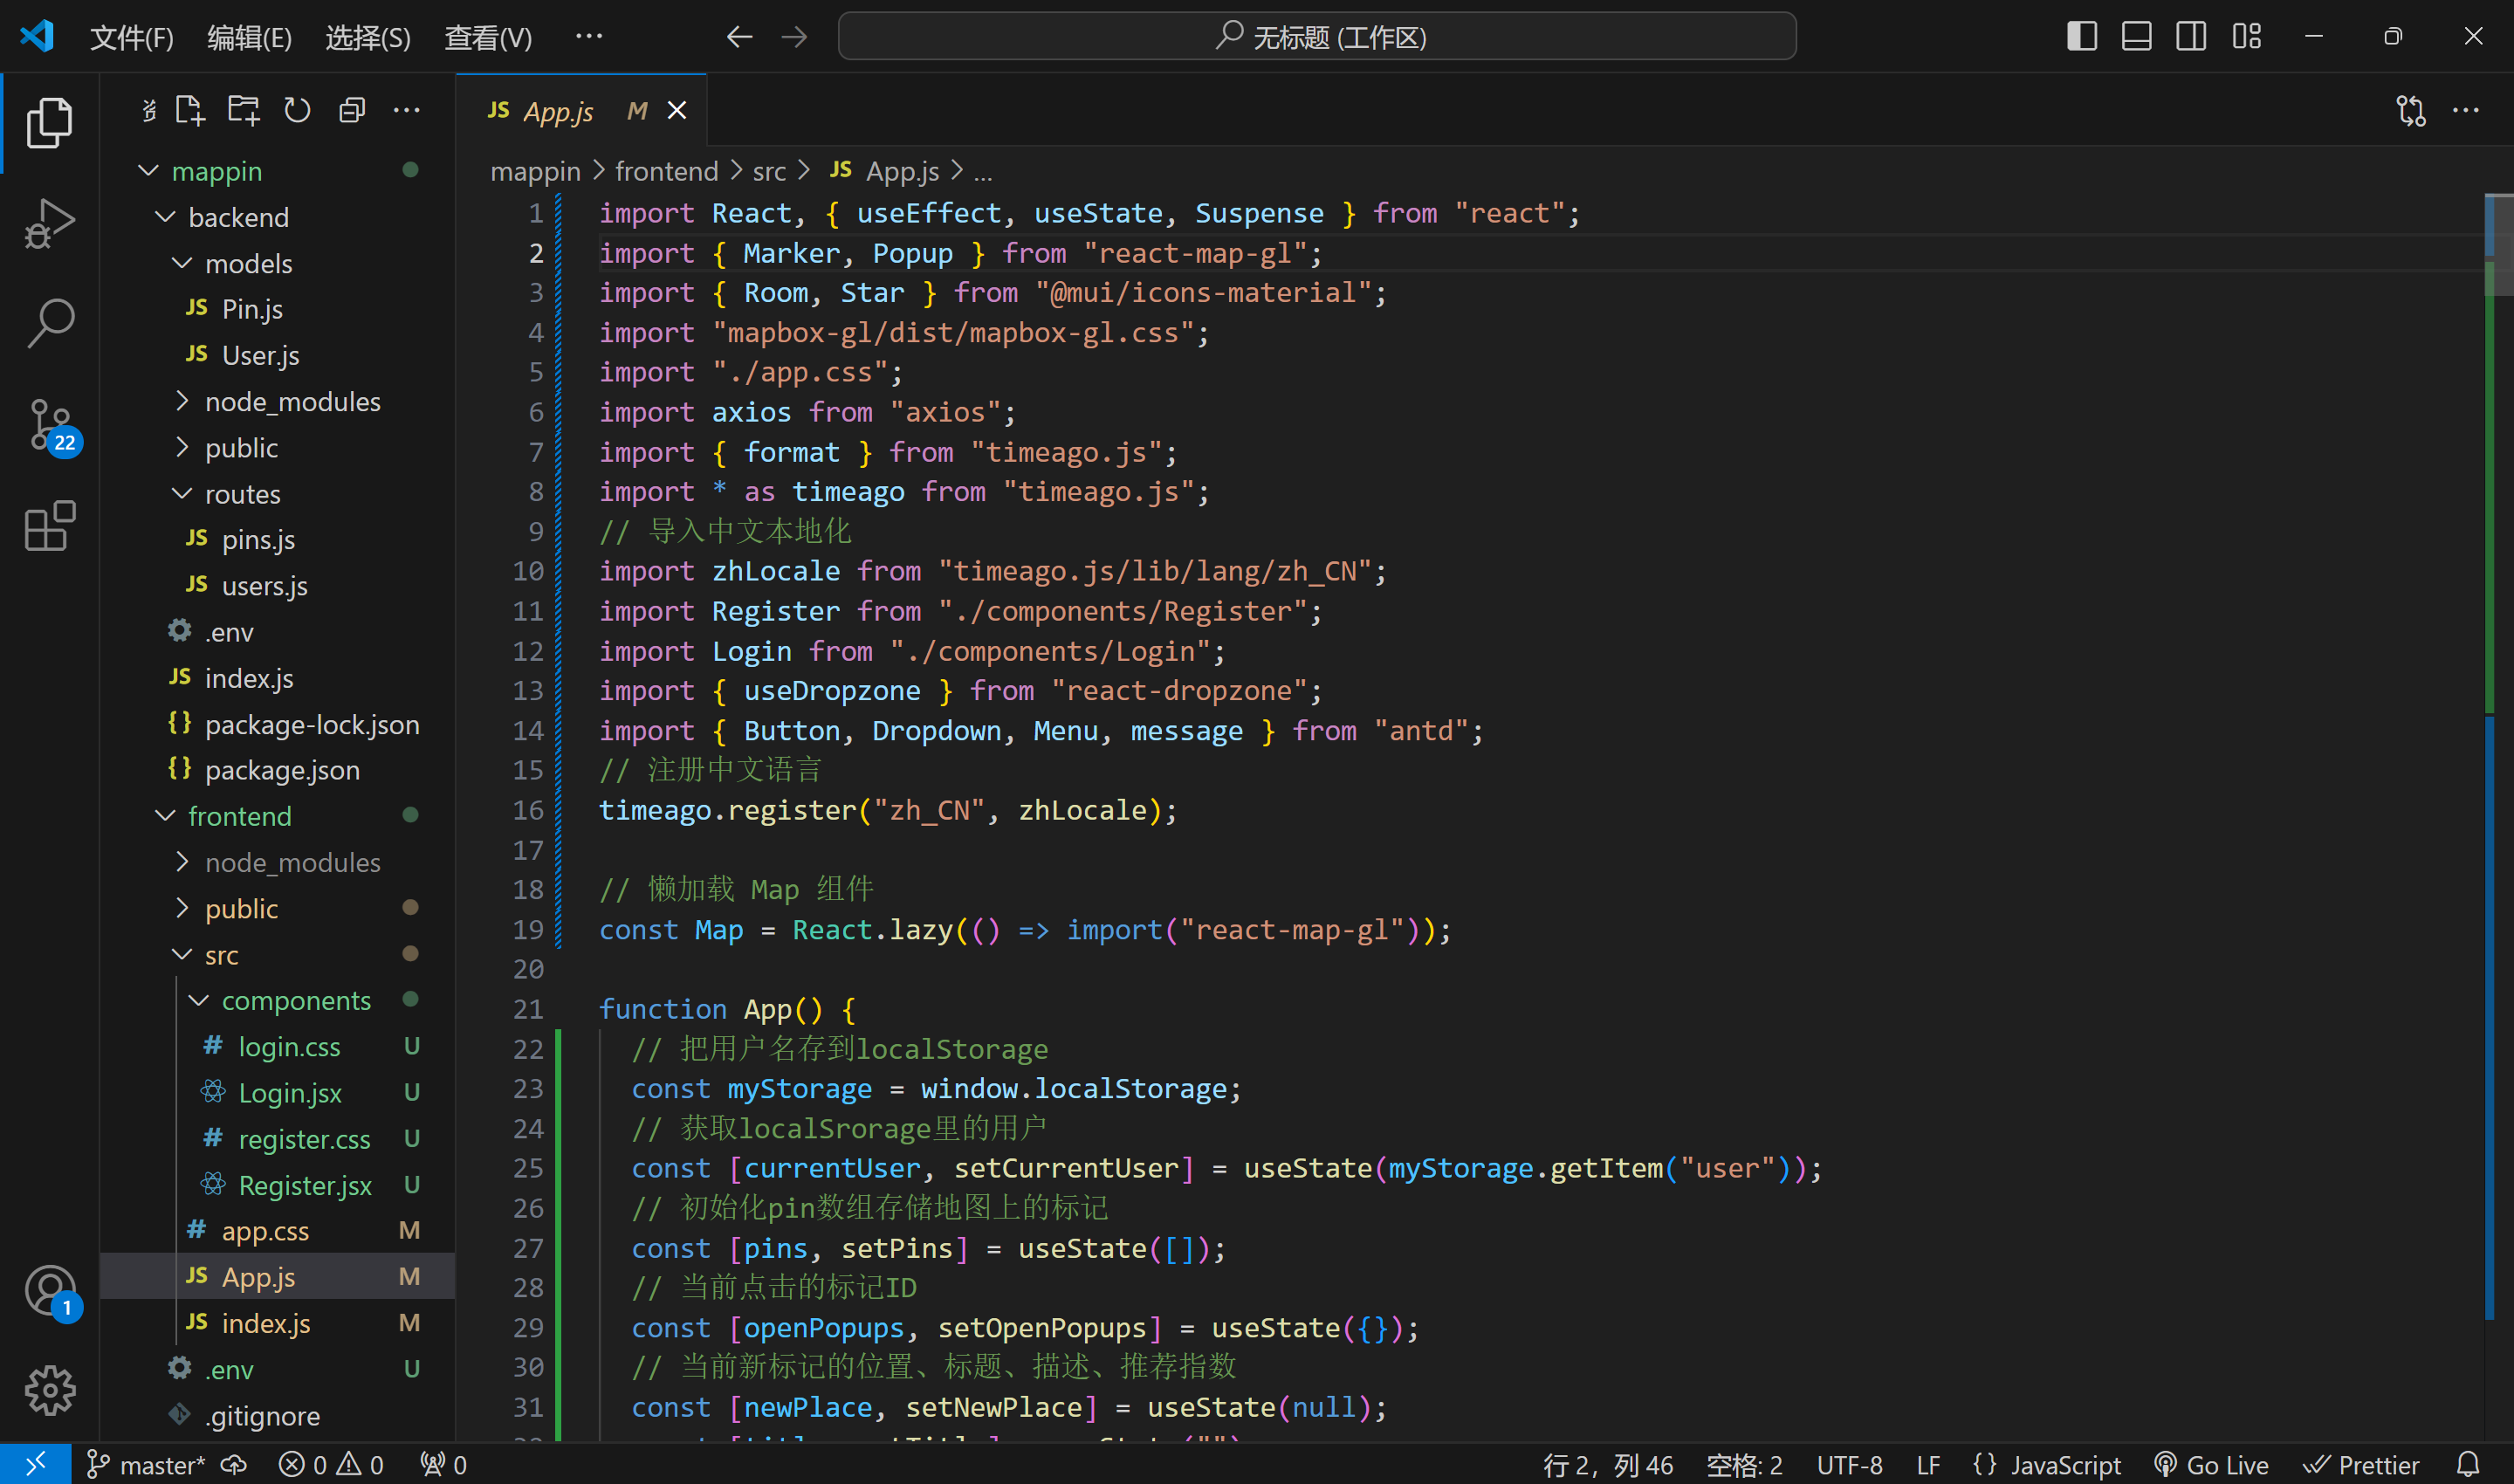 文件(F) 编辑(E) 选择(S) 查看(V) ··· 无标题 (工作区)
mappin
backend
models
JS Pin.js
JS User.js
node_modules
public
routes
JS pins.js
JS users.js
.env
JS index.js
{} package-lock.json
{} package.json
frontend
node_modules
public
src
components
# login.css U
Login.jsx U
# register.css U
Register.jsx U
# app.css M
JS App.js M
JS index.js M
.env U
.gitignore
22
1
JS App.js M
mappin > frontend > src > JS App.js > ...
1 import React, { useEffect, useState, Suspense } from "react";
2 import { Marker, Popup } from "react-map-gl";
3 import { Room, Star } from "@mui/icons-material";
4 import "mapbox-gl/dist/mapbox-gl.css";
5 import "./app.css";
6 import axios from "axios";
7 import { format } from "timeago.js";
8 import * as timeago from "timeago.js";
9 // 导入中文本地化
10 import zhLocale from "timeago.js/lib/lang/zh_CN";
11 import Register from "./components/Register";
12 import Login from "./components/Login";
13 import { useDropzone } from "react-dropzone";
14 import { Button, Dropdown, Menu, message } from "antd";
15 // 注册中文语言
16 timeago.register("zh_CN", zhLocale);
17
18 // 懒加载 Map 组件
19 const Map = React.lazy(() => import("react-map-gl"));
20
21 function App() {
22 // 把用户名存到localStorage
23 const myStorage = window.localStorage;
24 // 获取localSrorage里的用户
25 const [currentUser, setCurrentUser] = useState(myStorage.getItem("user"));
26 // 初始化pin数组存储地图上的标记
27 const [pins, setPins] = useState([]);
28 // 当前点击的标记ID
29 const [openPopups, setOpenPopups] = useState({});
30 // 当前新标记的位置、标题、描述、推荐指数
31 const [newPlace, setNewPlace] = useState(null);
master* 0 0 0 行 2，列 46 空格: 2 UTF-8 LF {} JavaScript Go Live Prettier